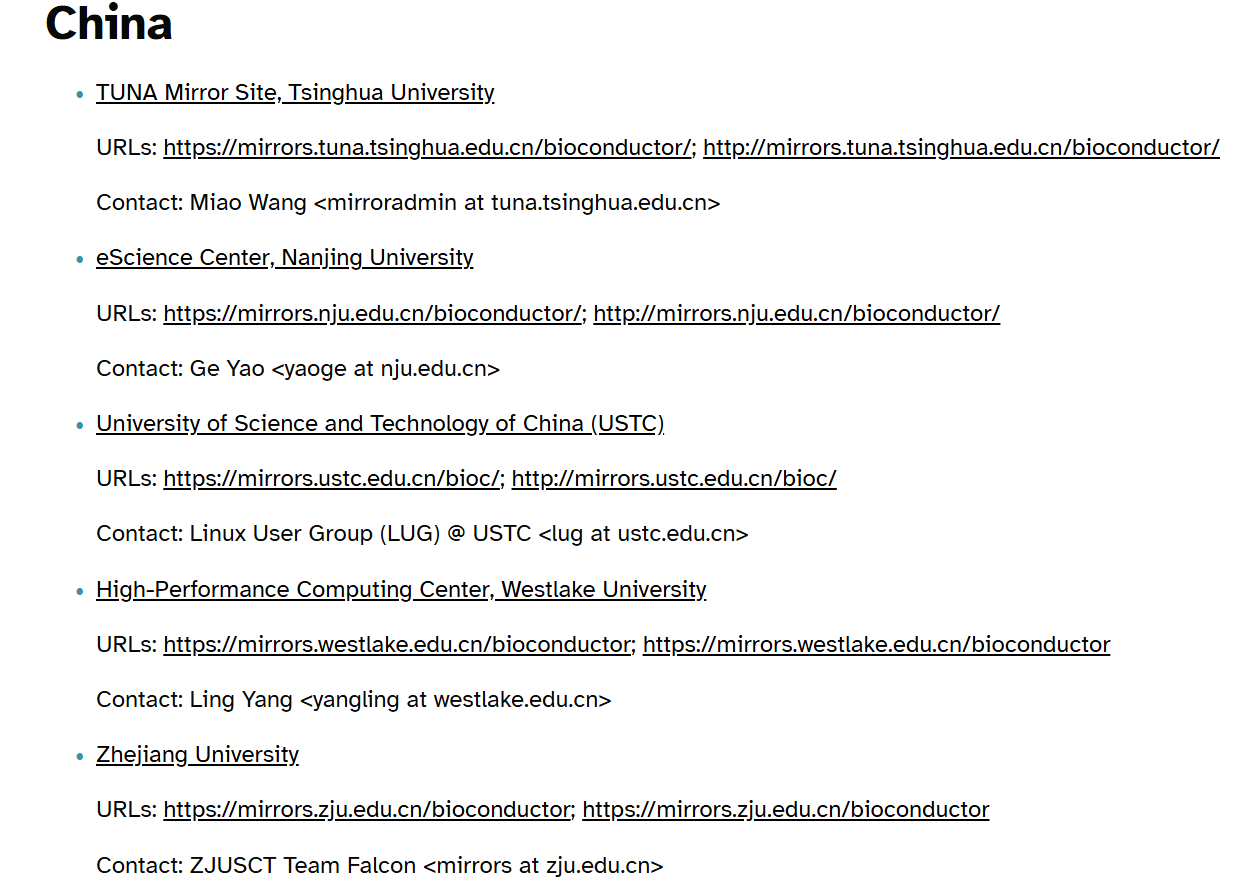 China
TUNA Mirror Site, Tsinghua University
URLs: https://mirrors.tuna.tsinghua.edu.cn/bioconductor/; http://mirrors.tuna.tsinghua.edu.cn/bioconductor/
Contact: Miao Wang <mirroradmin at tuna.tsinghua.edu.cn>
eScience Center, Nanjing University
URLs: https://mirrors.nju.edu.cn/bioconductor/; http://mirrors.nju.edu.cn/bioconductor/
Contact: Ge Yao <yaoge at nju.edu.cn>
University of Science and Technology of China (USTC)
URLs: https://mirrors.ustc.edu.cn/bioc/; http://mirrors.ustc.edu.cn/bioc/
Contact: Linux User Group (LUG) @ USTC <lug at ustc.edu.cn>
High-Performance Computing Center, Westlake University
URLs: https://mirrors.westlake.edu.cn/bioconductor; https://mirrors.westlake.edu.cn/bioconductor
Contact: Ling Yang <yangling at westlake.edu.cn>
Zhejiang University
URLs: https://mirrors.zju.edu.cn/bioconductor; https://mirrors.zju.edu.cn/bioconductor
Contact: ZJUSCT Team Falcon <mirrors at zju.edu.cn>